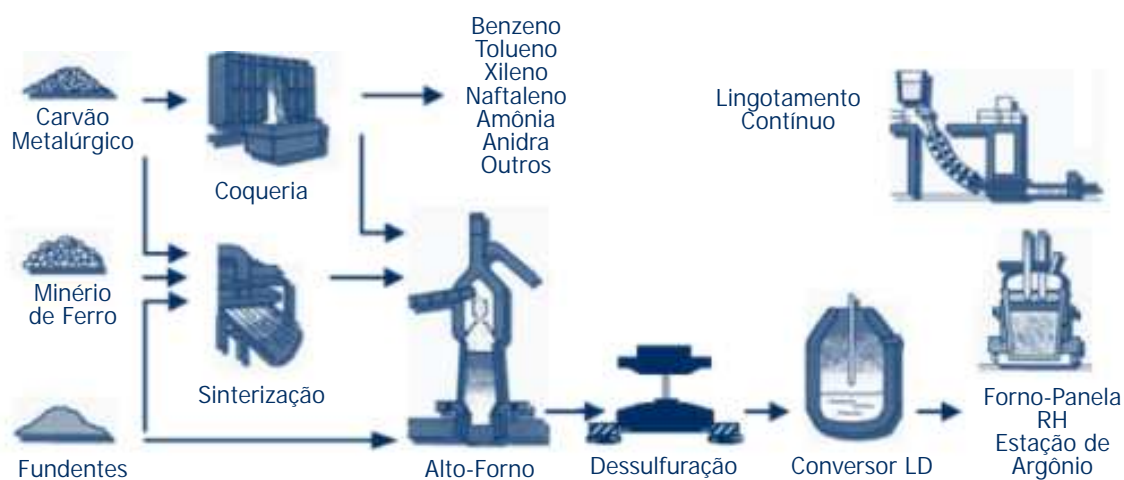 Benzeno
Tolueno
Xileno
Naftaleno
Amônia
Anidra
Outros
Carvão
Metalúrgico
Coqueria
Lingotamento
Contínuo
Minério
de Ferro
Sinterização
Fundentes
Alto-Forno
Dessulfuração
Conversor LD
Forno-Panela
RH
Estação de
Argônio